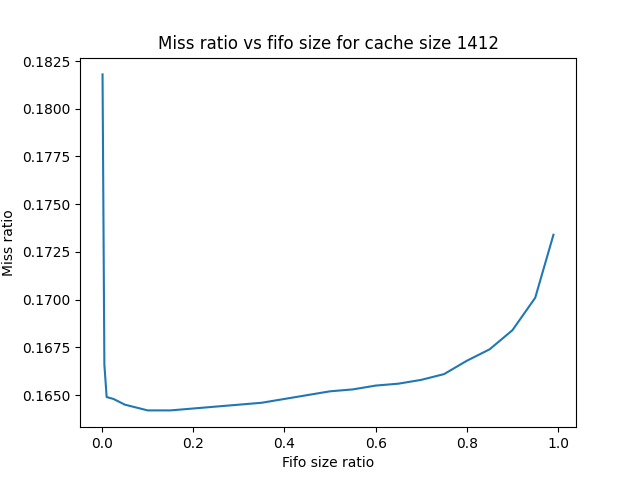 Miss ratio vs fifo size for cache size 1412
0.1825
0.1800
0.1775
0.1750
0.1725
0.1700
0.1675
0.1650
Miss ratio
0.0 0.2 0.4 0.6 0.8 1.0
Fifo size ratio